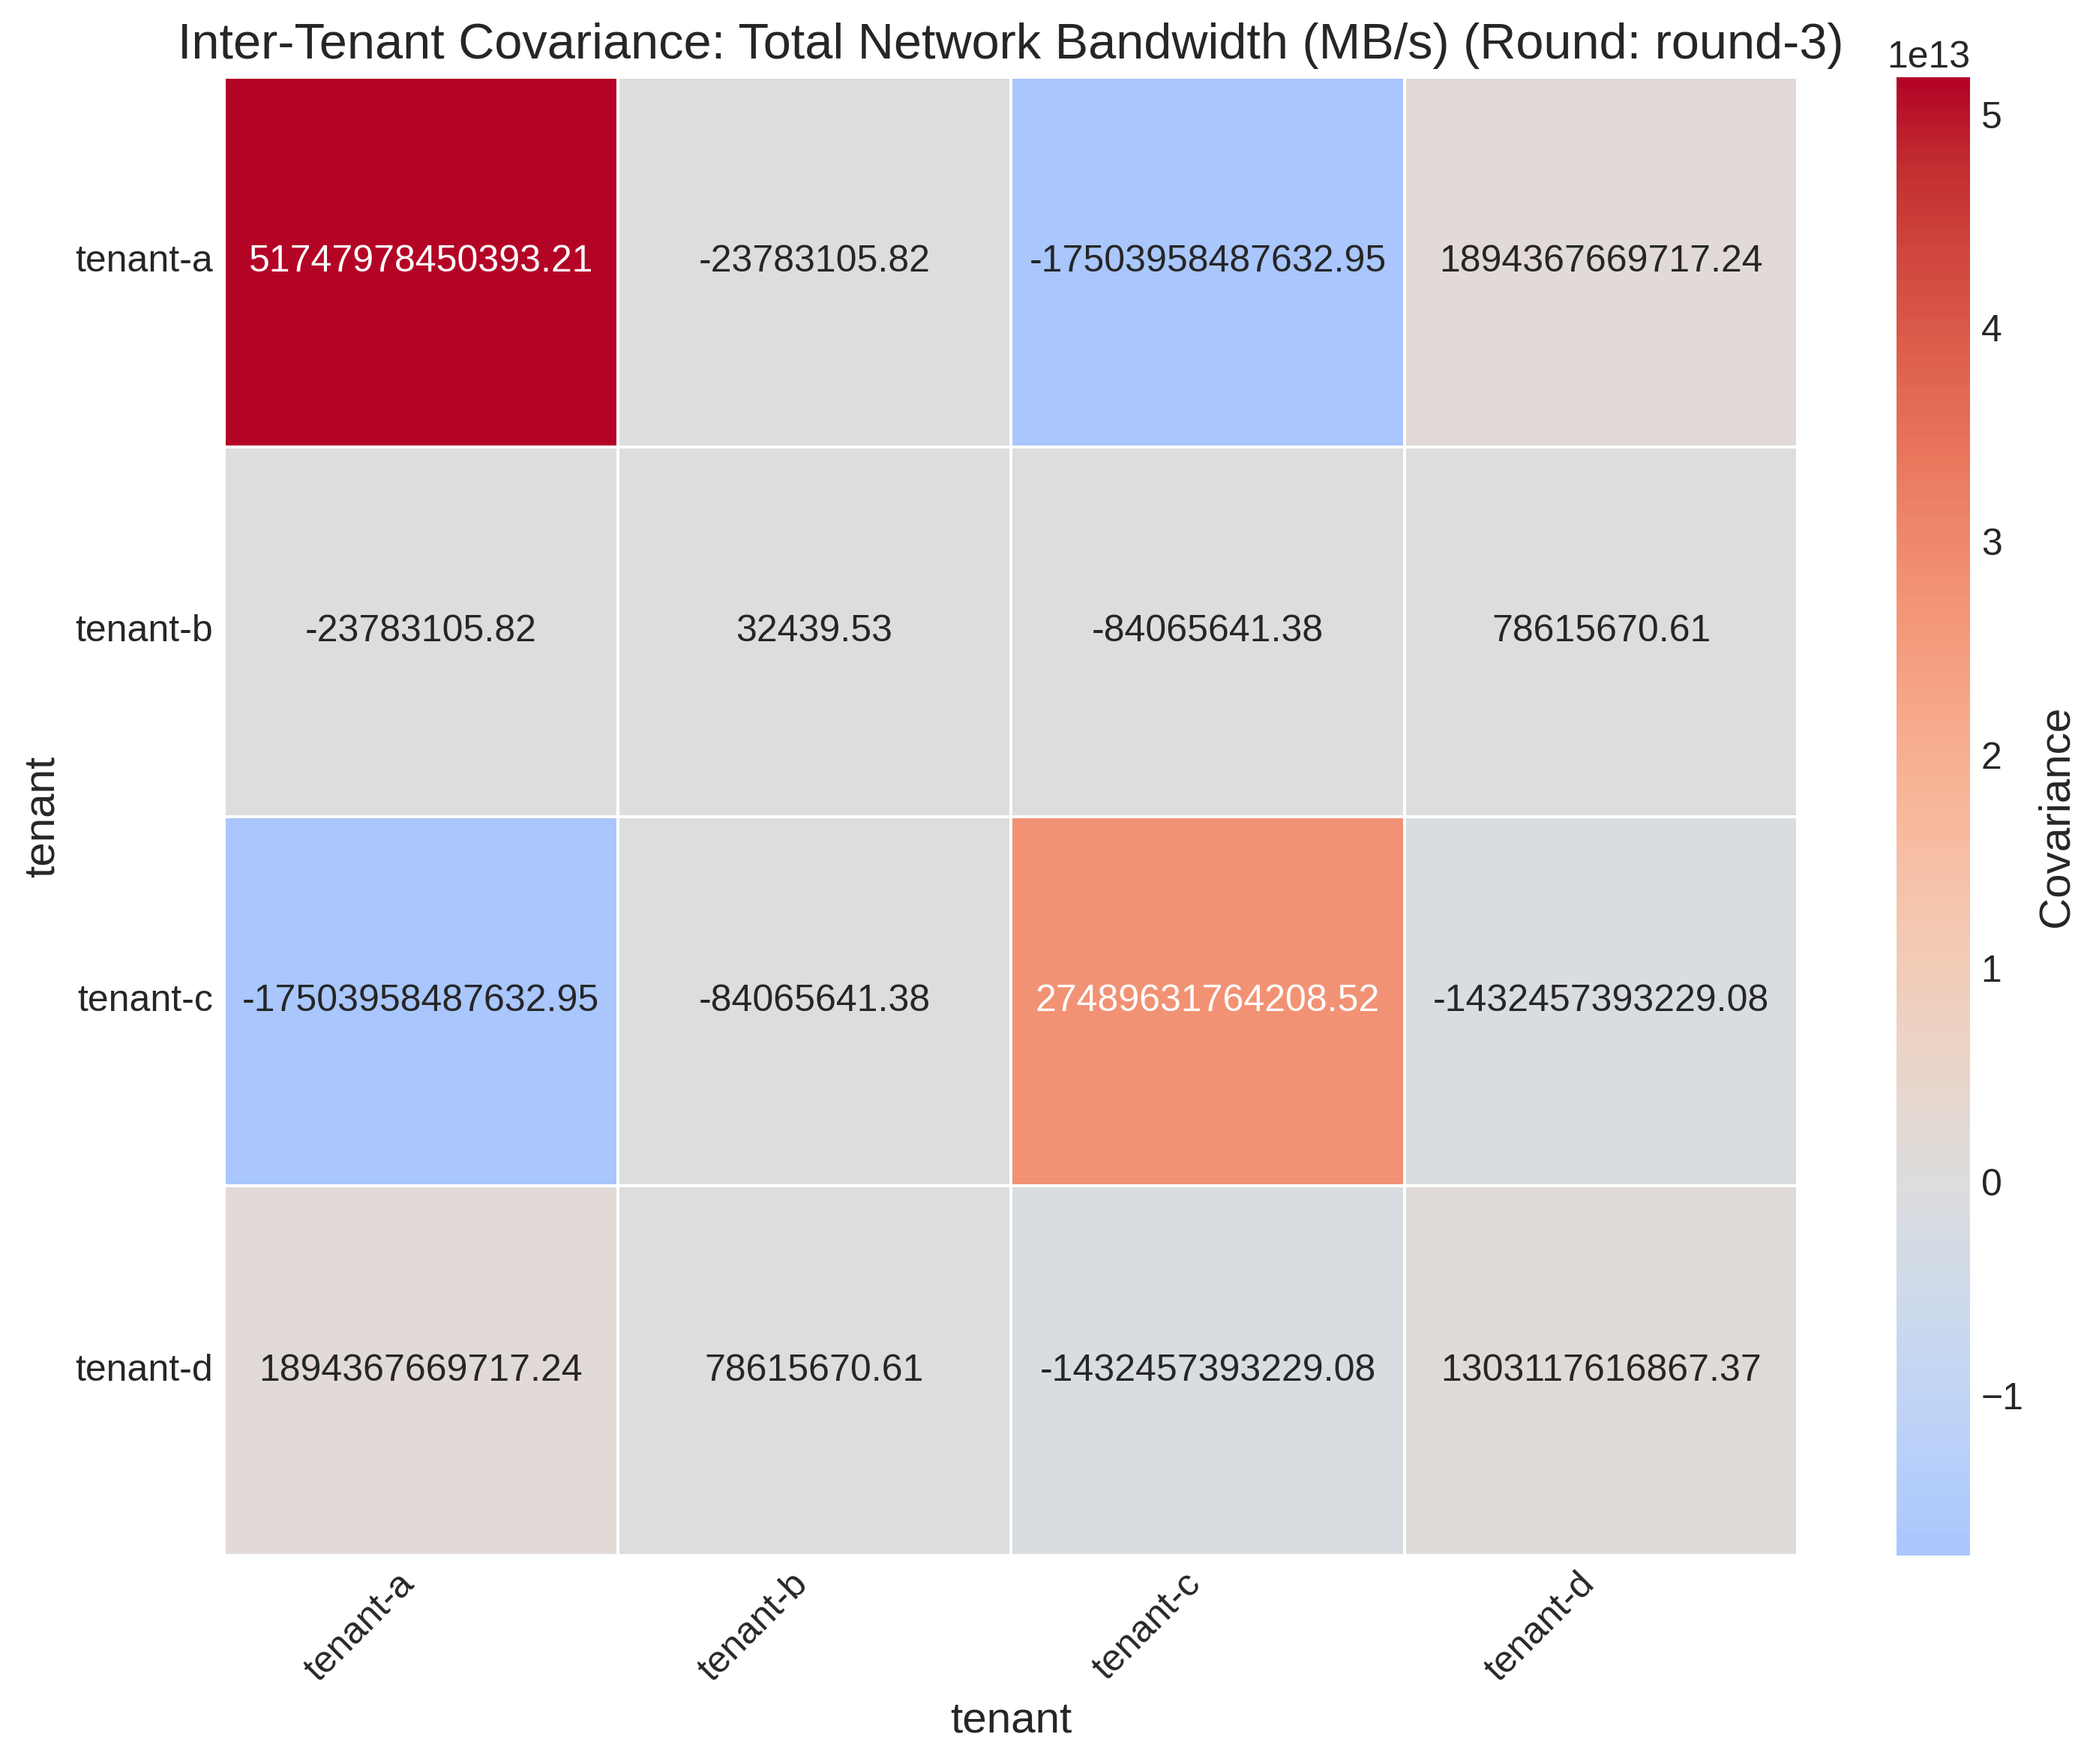 Inter-Tenant Covariance: Total Network Bandwidth (MB/s) (Round: round-3)
1e13
tenant-a
51747978450393.21
-23783105.82
-17503958487632.95
1894367669717.24
tenant-b
-23783105.82
32439.53
-84065641.38
78615670.61
tenant-c
-17503958487632.95
-84065641.38
27489631764208.52
-1432457393229.08
tenant-d
1894367669717.24
78615670.61
-1432457393229.08
1303117616867.37
tenant
tenant-a
tenant-b
tenant-c
tenant-d
tenant
5
4
3
2
1
0
−1
Covariance